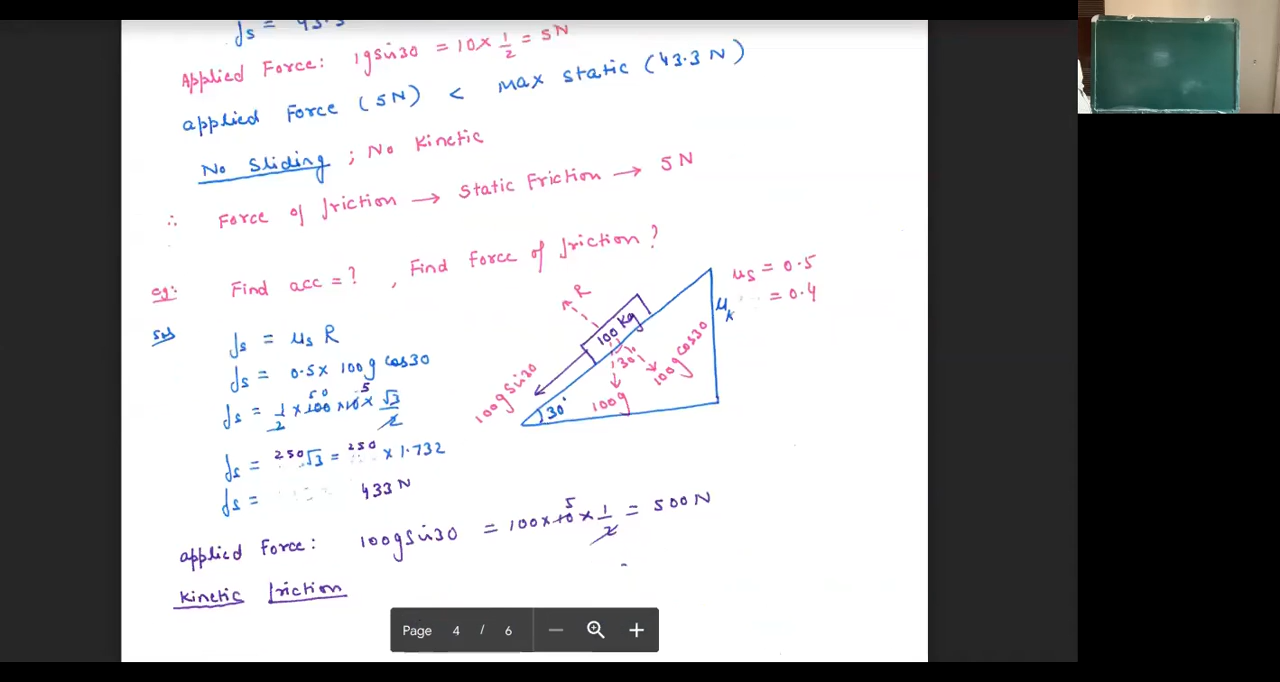 fs = 43.3
Applied Force: 1gsin30 = 10 × 1/2 = 5N
applied Force (5N) < Max static (43.3 N)
No Sliding ; No Kinetic
∴ Force of friction → Static Friction → 5 N
eg: Find acc = ? , Find Force of friction ?
μs = 0.5
μk = 0.4
R
100 kg
30°
100g sin30
100g
100g cos30
30°
Sol fs = μs R
fs = 0.5 × 100g cos30
fs = 1/2 × 100 50 × 10 5 × √3/2
fs = 250√3 = 250 × 1.732
fs = 433 N
applied Force: 100gsin30 = 100 × 10 5 × 1/2 = 500 N
Kinetic friction
Page 4 / 6